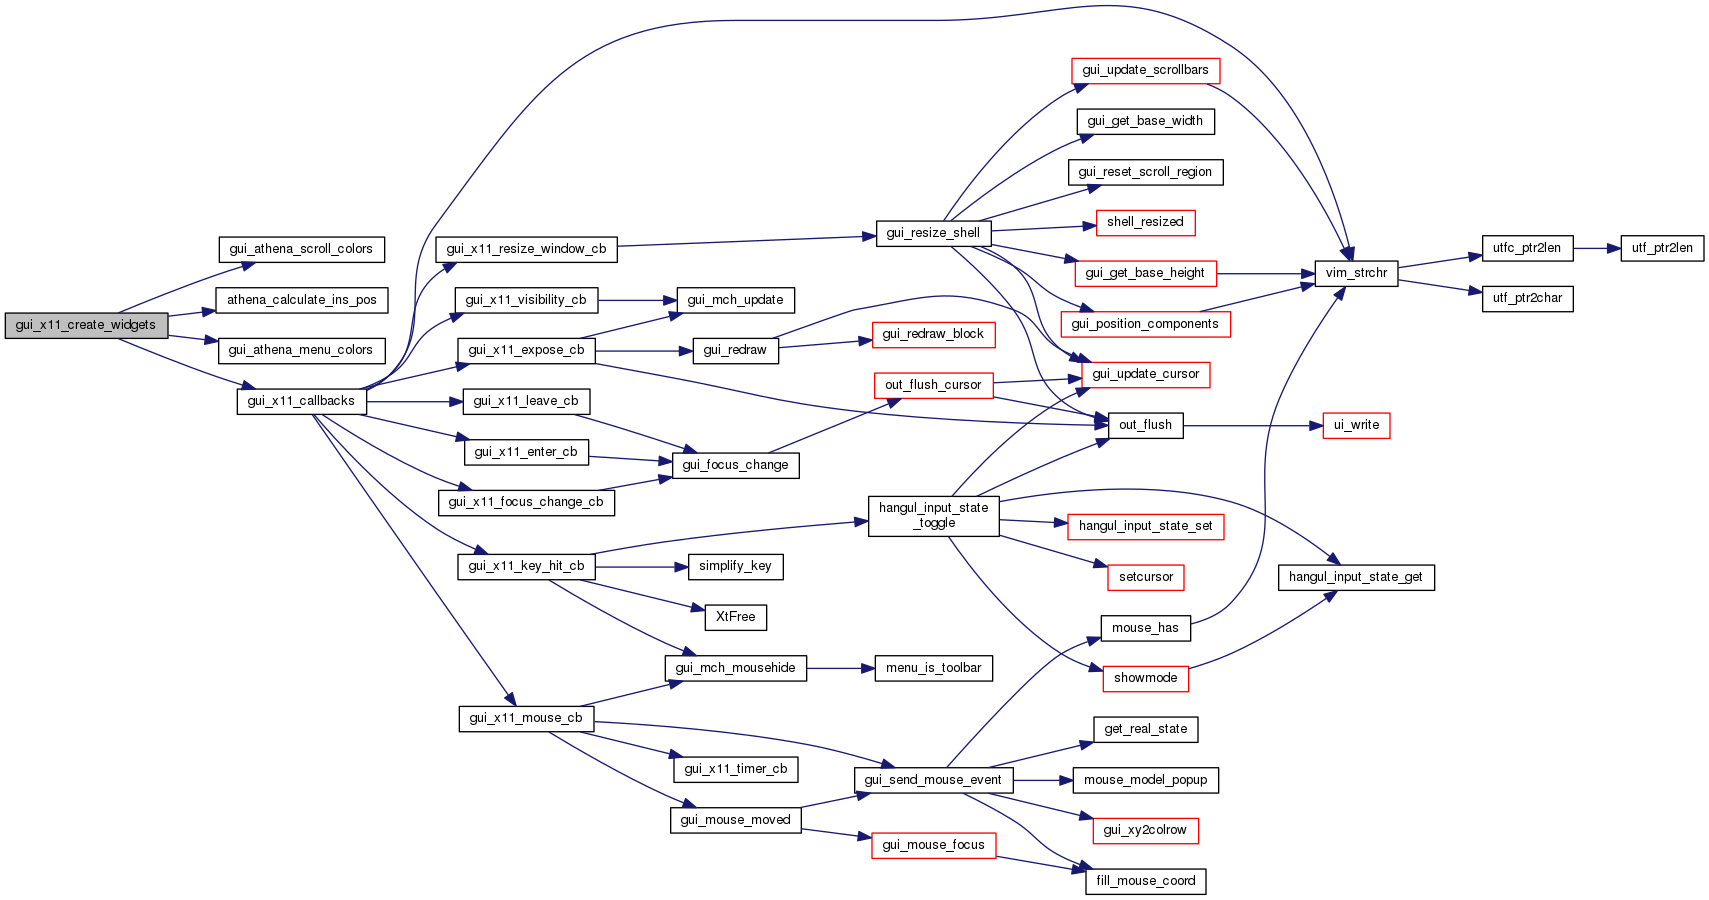 gui_x11_create_widgets
gui_athena_scroll_colors
athena_calculate_ins_pos
gui_athena_menu_colors
gui_x11_callbacks
gui_x11_resize_window_cb
gui_x11_visibility_cb
gui_x11_expose_cb
gui_x11_leave_cb
gui_x11_enter_cb
gui_x11_focus_change_cb
gui_x11_key_hit_cb
gui_x11_mouse_cb
gui_mch_update
gui_redraw
gui_focus_change
simplify_key
XtFree
gui_mch_mousehide
gui_x11_timer_cb
gui_mouse_moved
gui_resize_shell
gui_redraw_block
out_flush_cursor
hangul_input_state
_toggle
menu_is_toolbar
gui_send_mouse_event
gui_mouse_focus
gui_update_scrollbars
gui_get_base_width
gui_reset_scroll_region
shell_resized
gui_get_base_height
gui_position_components
gui_update_cursor
out_flush
hangul_input_state_set
setcursor
mouse_has
showmode
get_real_state
mouse_model_popup
gui_xy2colrow
fill_mouse_coord
vim_strchr
ui_write
hangul_input_state_get
utfc_ptr2len
utf_ptr2char
utf_ptr2len